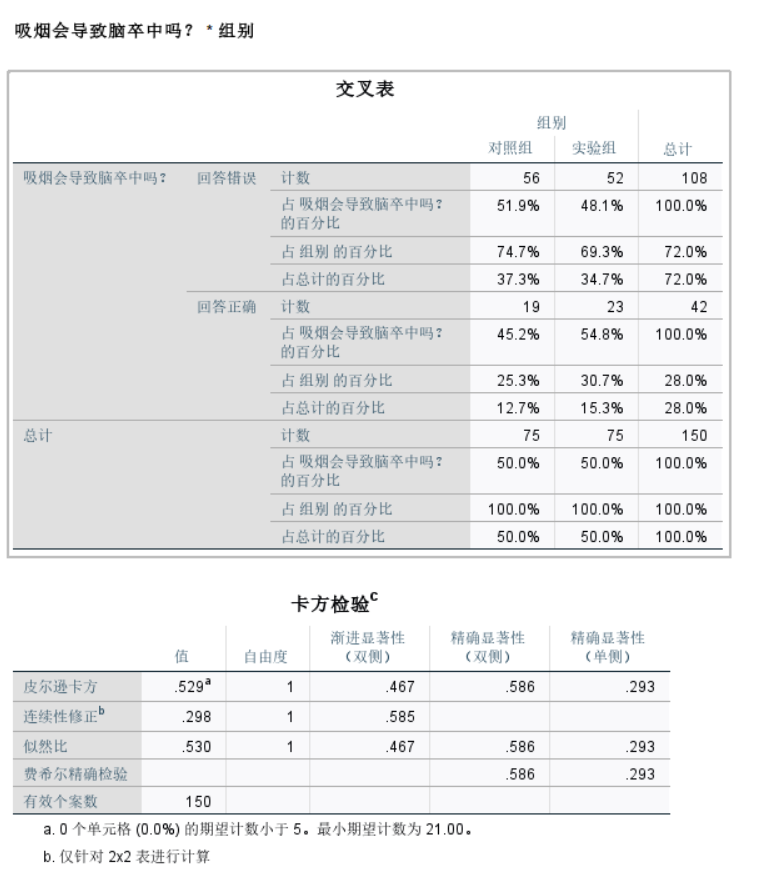 吸烟会导致脑卒中吗? * 组别
交叉表
组别
对照组 实验组 总计
吸烟会导致脑卒中吗? 回答错误 计数 56 52 108
占 吸烟会导致脑卒中吗?
的百分比 51.9% 48.1% 100.0%
占 组别 的百分比 74.7% 69.3% 72.0%
占总计的百分比 37.3% 34.7% 72.0%
回答正确 计数 19 23 42
占 吸烟会导致脑卒中吗?
的百分比 45.2% 54.8% 100.0%
占 组别 的百分比 25.3% 30.7% 28.0%
占总计的百分比 12.7% 15.3% 28.0%
总计 计数 75 75 150
占 吸烟会导致脑卒中吗?
的百分比 50.0% 50.0% 100.0%
占 组别 的百分比 100.0% 100.0% 100.0%
占总计的百分比 50.0% 50.0% 100.0%
卡方检验c
值 自由度 渐进显著性
(双侧) 精确显著性
(双侧) 精确显著性
(单侧)
皮尔逊卡方 .529a 1 .467 .586 .293
连续性修正b .298 1 .585
似然比 .530 1 .467 .586 .293
费希尔精确检验 .586 .293
有效个案数 150
a. 0 个单元格 (0.0%) 的期望计数小于 5。最小期望计数为 21.00。
b. 仅针对 2x2 表进行计算